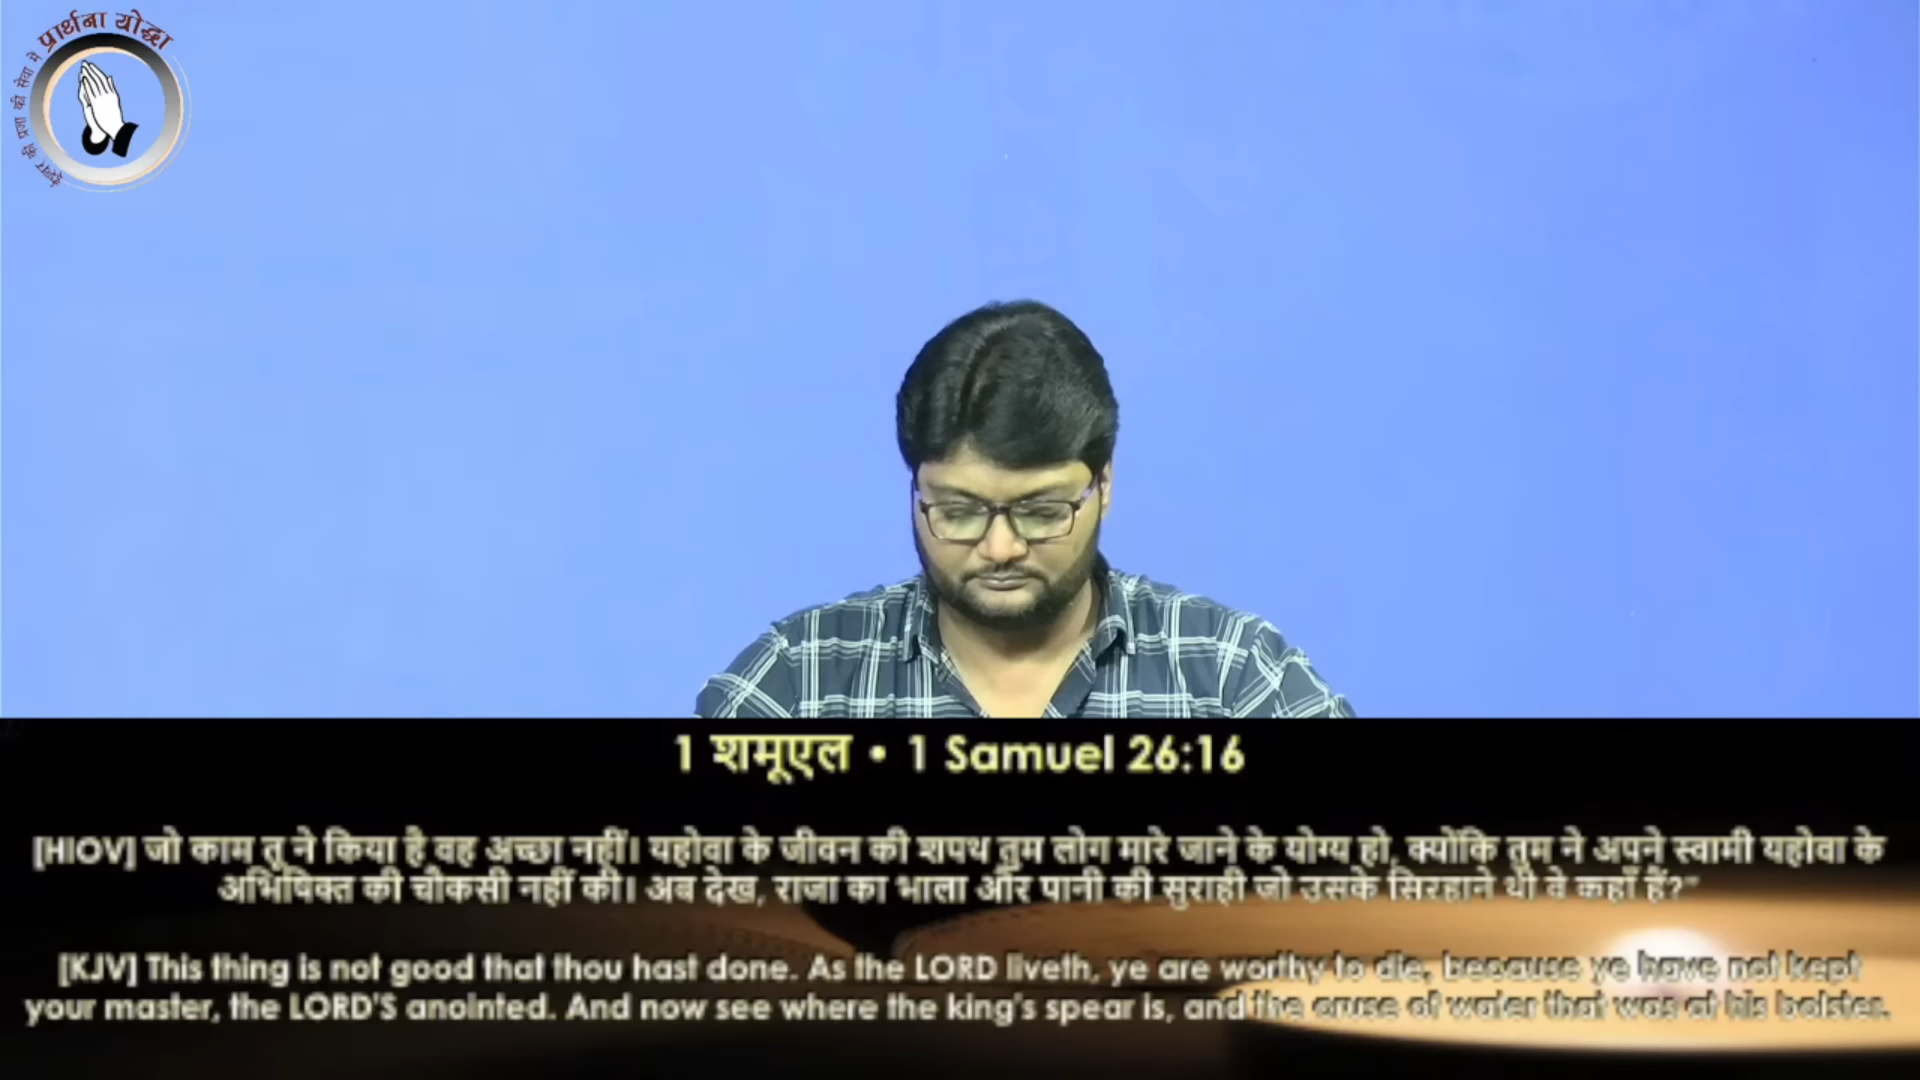 प्रार्थना योद्धा
ईश्वर की प्रजा की सेवा में
1 शमूएल • 1 Samuel 26:16
[HIOV] जो काम तू ने किया है वह अच्छा नहीं। यहोवा के जीवन की शपथ तुम लोग मारे जाने के योग्य हो, क्योंकि तुम ने अपने स्वामी यहोवा के
अभिषिक्त की चौकसी नहीं की। अब देख, राजा का भाला और पानी की सुराही जो उसके सिरहाने थी वे कहाँ हैं?"
[KJV] This thing is not good that thou hast done. As the LORD liveth, ye are worthy to die, because ye have not kept
your master, the LORD'S anointed. And now see where the king's spear is, and the cruse of water that was at his bolster.